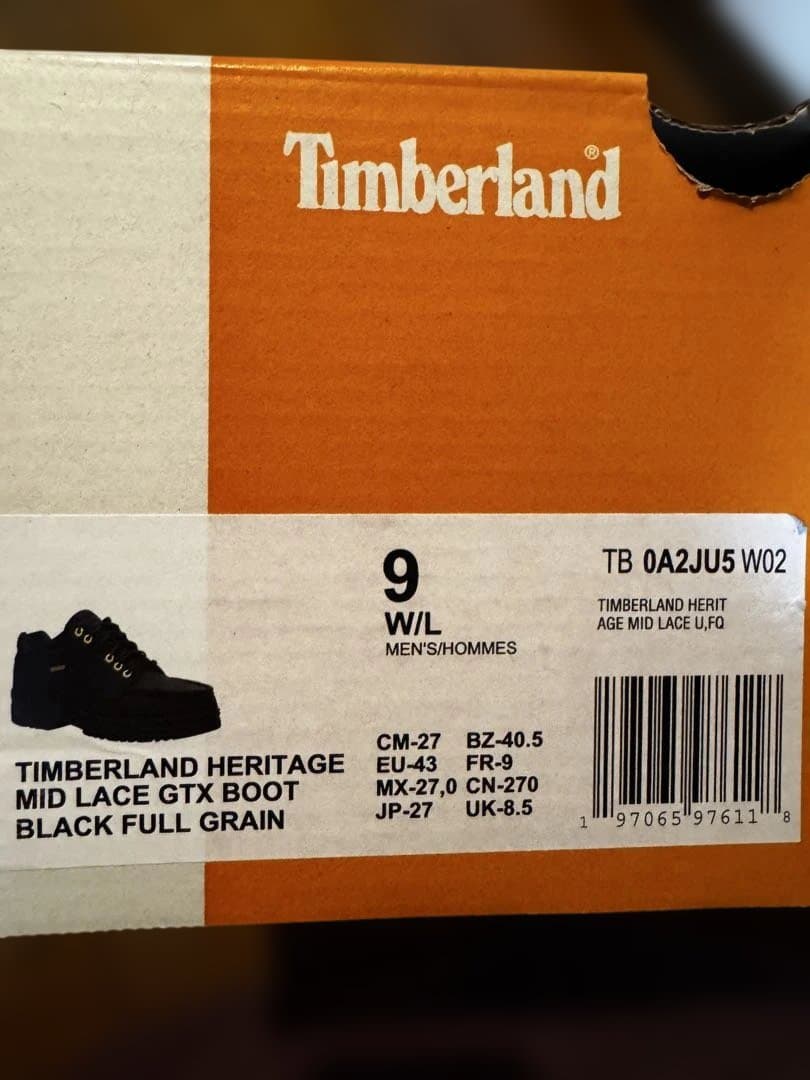 Timberland®
9
W/L
MEN'S/HOMMES
TB 0A2JU5 W02
TIMBERLAND HERIT
AGE MID LACE U,FQ
TIMBERLAND HERITAGE
MID LACE GTX BOOT
BLACK FULL GRAIN
CM-27 BZ-40.5
EU-43 FR-9
MX-27,0 CN-270
JP-27 UK-8.5
1 97065 97611 8